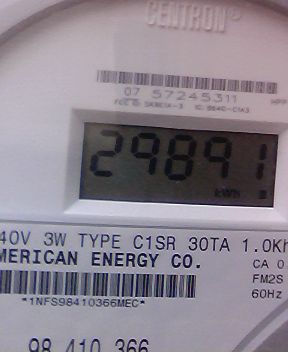 CENTRON®
07 57245311
29891
kWh
40V 3W TYPE C1SR 30TA 1.0Kh
MERICAN ENERGY CO.
CA 0.
FM2S
60Hz
*1NFS98410366MEC*
98 410 366